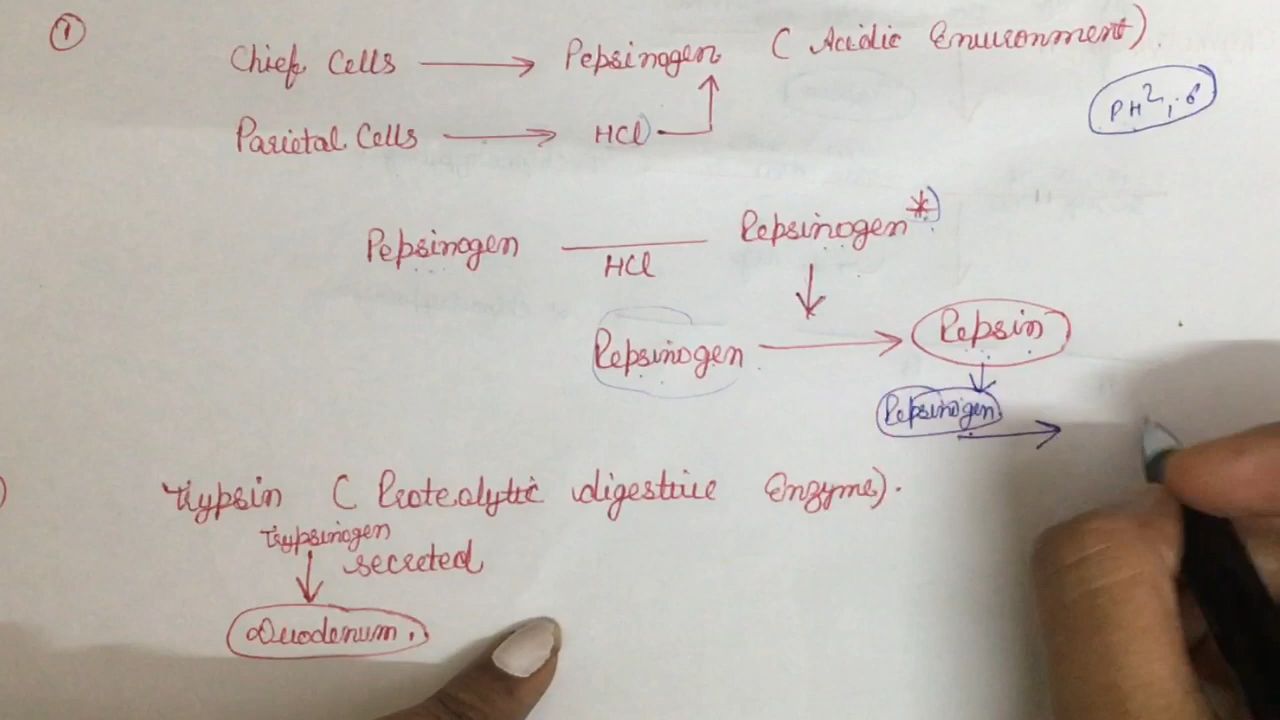 1
Chief Cells → Pepsinogen (Acidic Environment).
PH 2, .6
Parietal Cells → HCl
Pepsinogen HCl Pepsinogen*
Pepsinogen → Pepsin
Pepsinogen →
Trypsin (Proteolytic digestive Enzyme).
Trypsinogen
secreted
Duodenum.